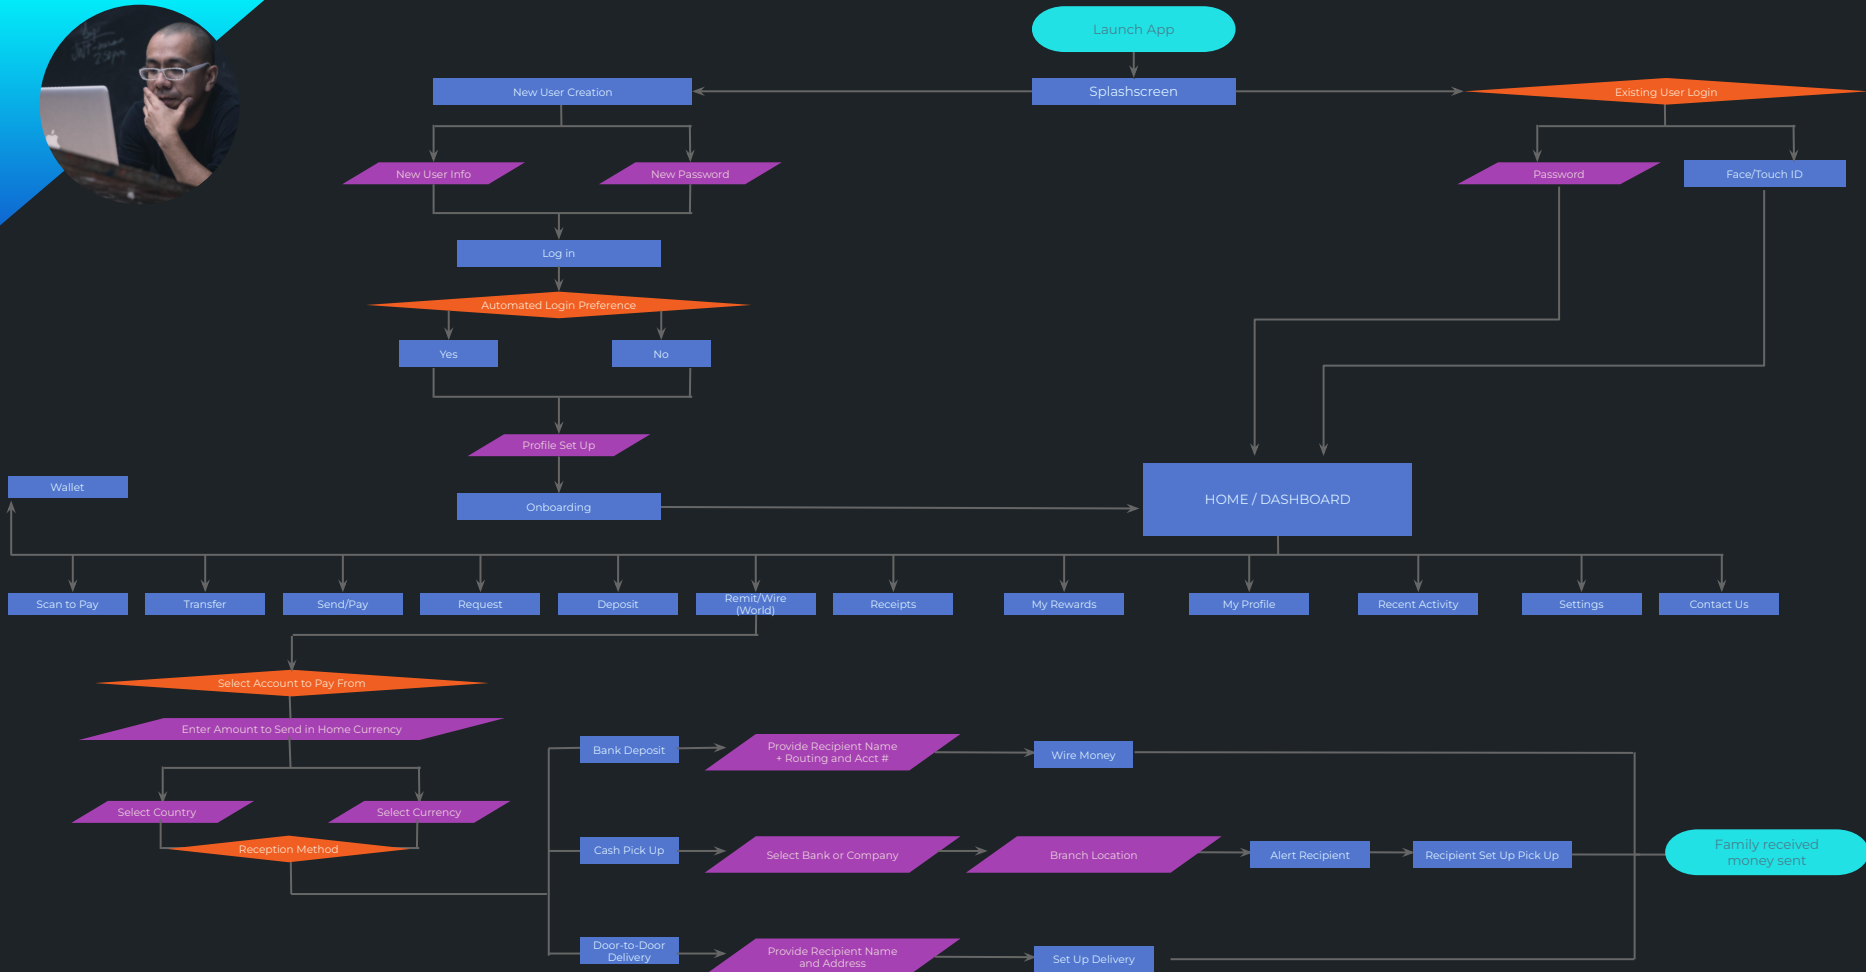 Launch App
New User Creation
Splashscreen
Existing User Login
New User Info
New Password
Password
Face/Touch ID
Log in
Automated Login Preference
Yes
No
Profile Set Up
Wallet
Onboarding
HOME / DASHBOARD
Scan to Pay
Transfer
Send/Pay
Request
Deposit
Remit/Wire
(World)
Receipts
My Rewards
My Profile
Recent Activity
Settings
Contact Us
Select Account to Pay From
Enter Amount to Send in Home Currency
Select Country
Select Currency
Reception Method
Bank Deposit
Provide Recipient Name
+ Routing and Acct #
Wire Money
Cash Pick Up
Select Bank or Company
Branch Location
Alert Recipient
Recipient Set Up Pick Up
Family received
money sent
Door-to-Door
Delivery
Provide Recipient Name
and Address
Set Up Delivery